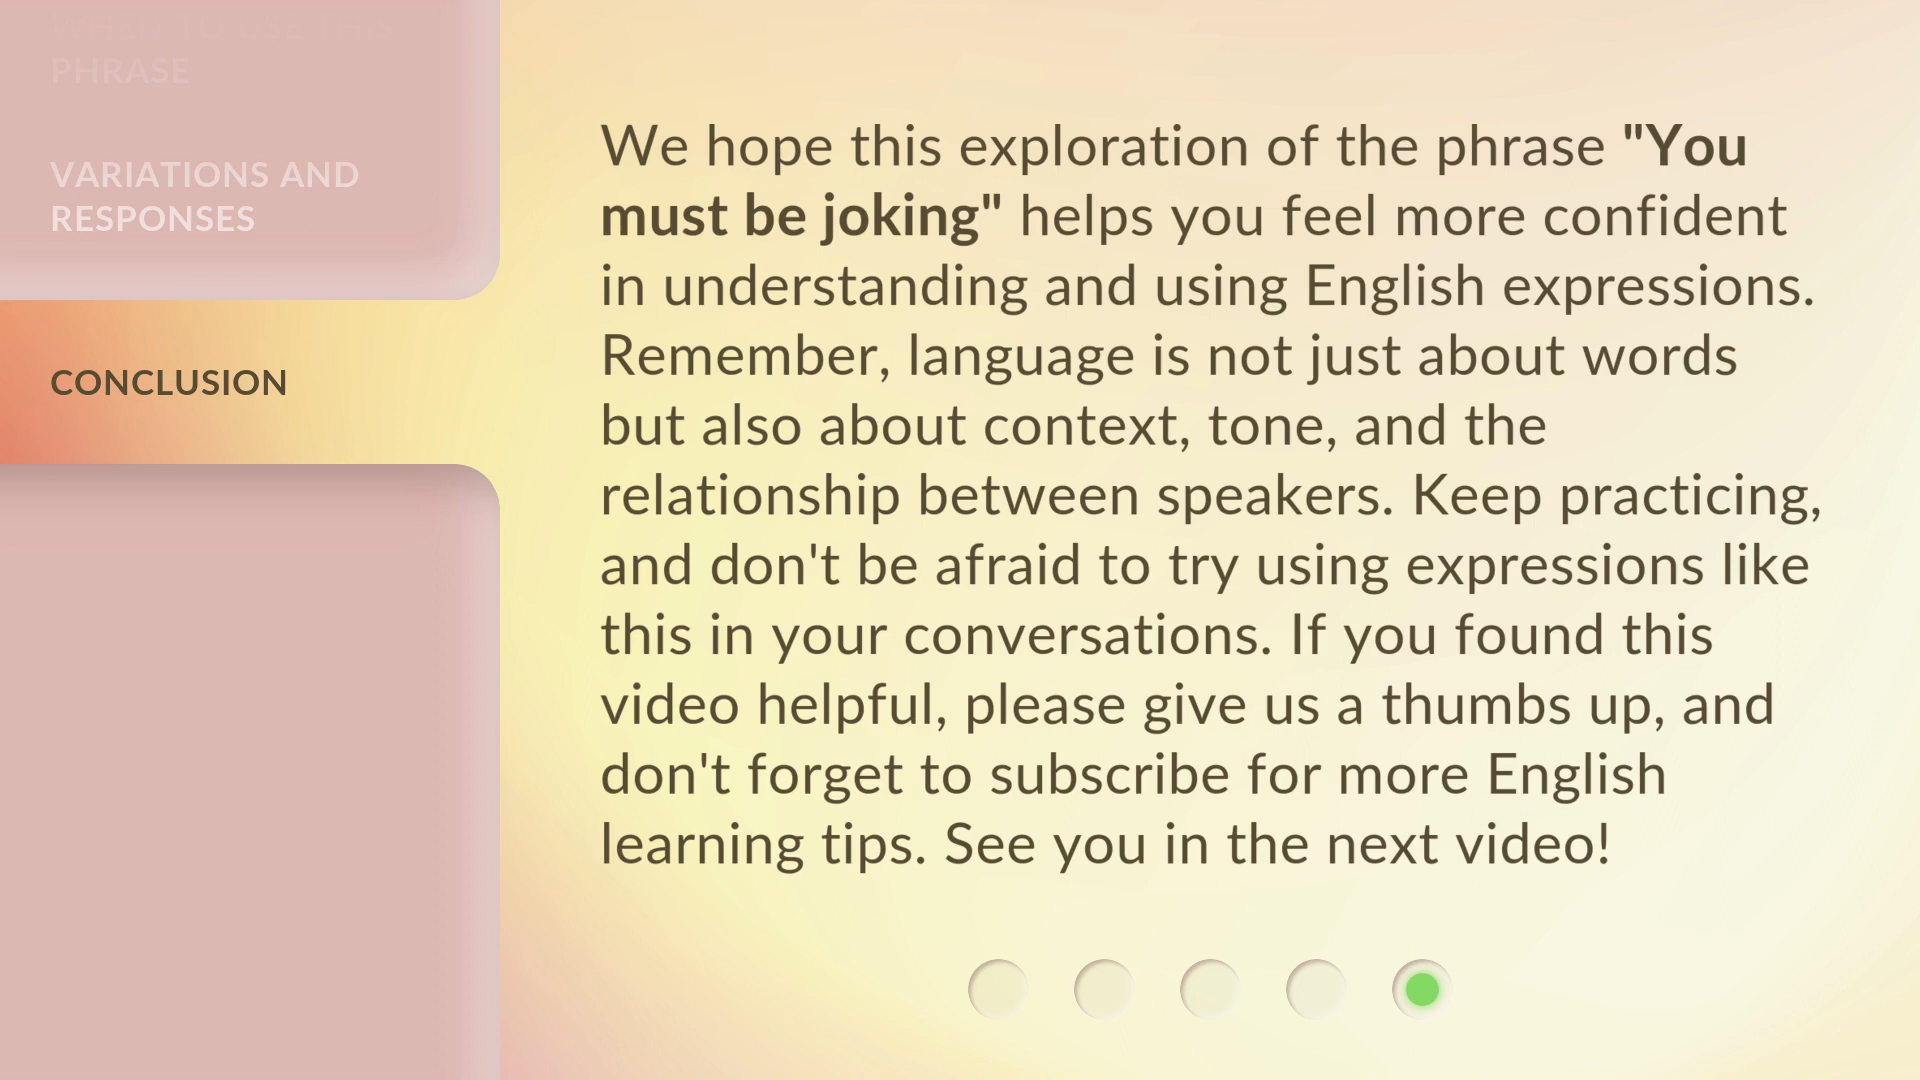 WHEN TO USE THIS
PHRASE
VARIATIONS AND
RESPONSES
CONCLUSION
We hope this exploration of the phrase "You
must be joking" helps you feel more confident
in understanding and using English expressions.
Remember, language is not just about words
but also about context, tone, and the
relationship between speakers. Keep practicing,
and don't be afraid to try using expressions like
this in your conversations. If you found this
video helpful, please give us a thumbs up, and
don't forget to subscribe for more English
learning tips. See you in the next video!